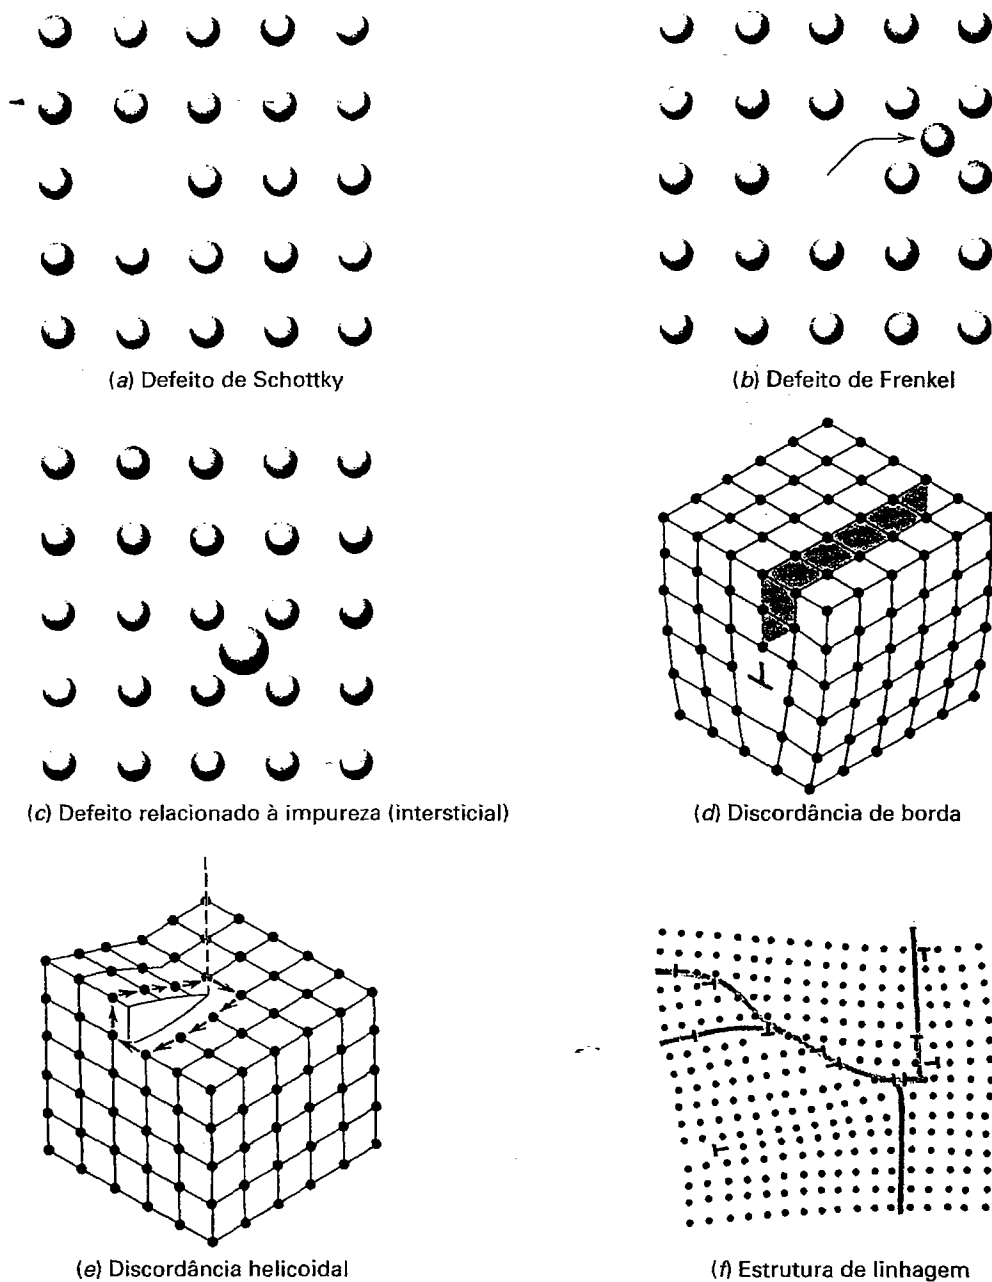 (a) Defeito de Schottky
(b) Defeito de Frenkel
(c) Defeito relacionado à impureza (intersticial)
(d) Discordância de borda
(e) Discordância helicoidal
(f) Estrutura de linhagem